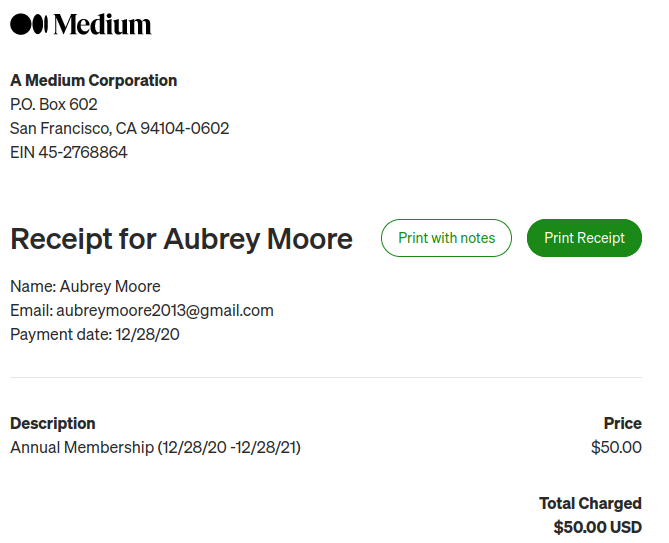 Medium
A Medium Corporation
P.O. Box 602
San Francisco, CA 94104-0602
EIN 45-2768864
Receipt for Aubrey Moore
Print with notes
Print Receipt
Name: Aubrey Moore
Email: aubreymoore2013@gmail.com
Payment date: 12/28/20
Description Price
Annual Membership (12/28/20 -12/28/21) $50.00
Total Charged
$50.00 USD